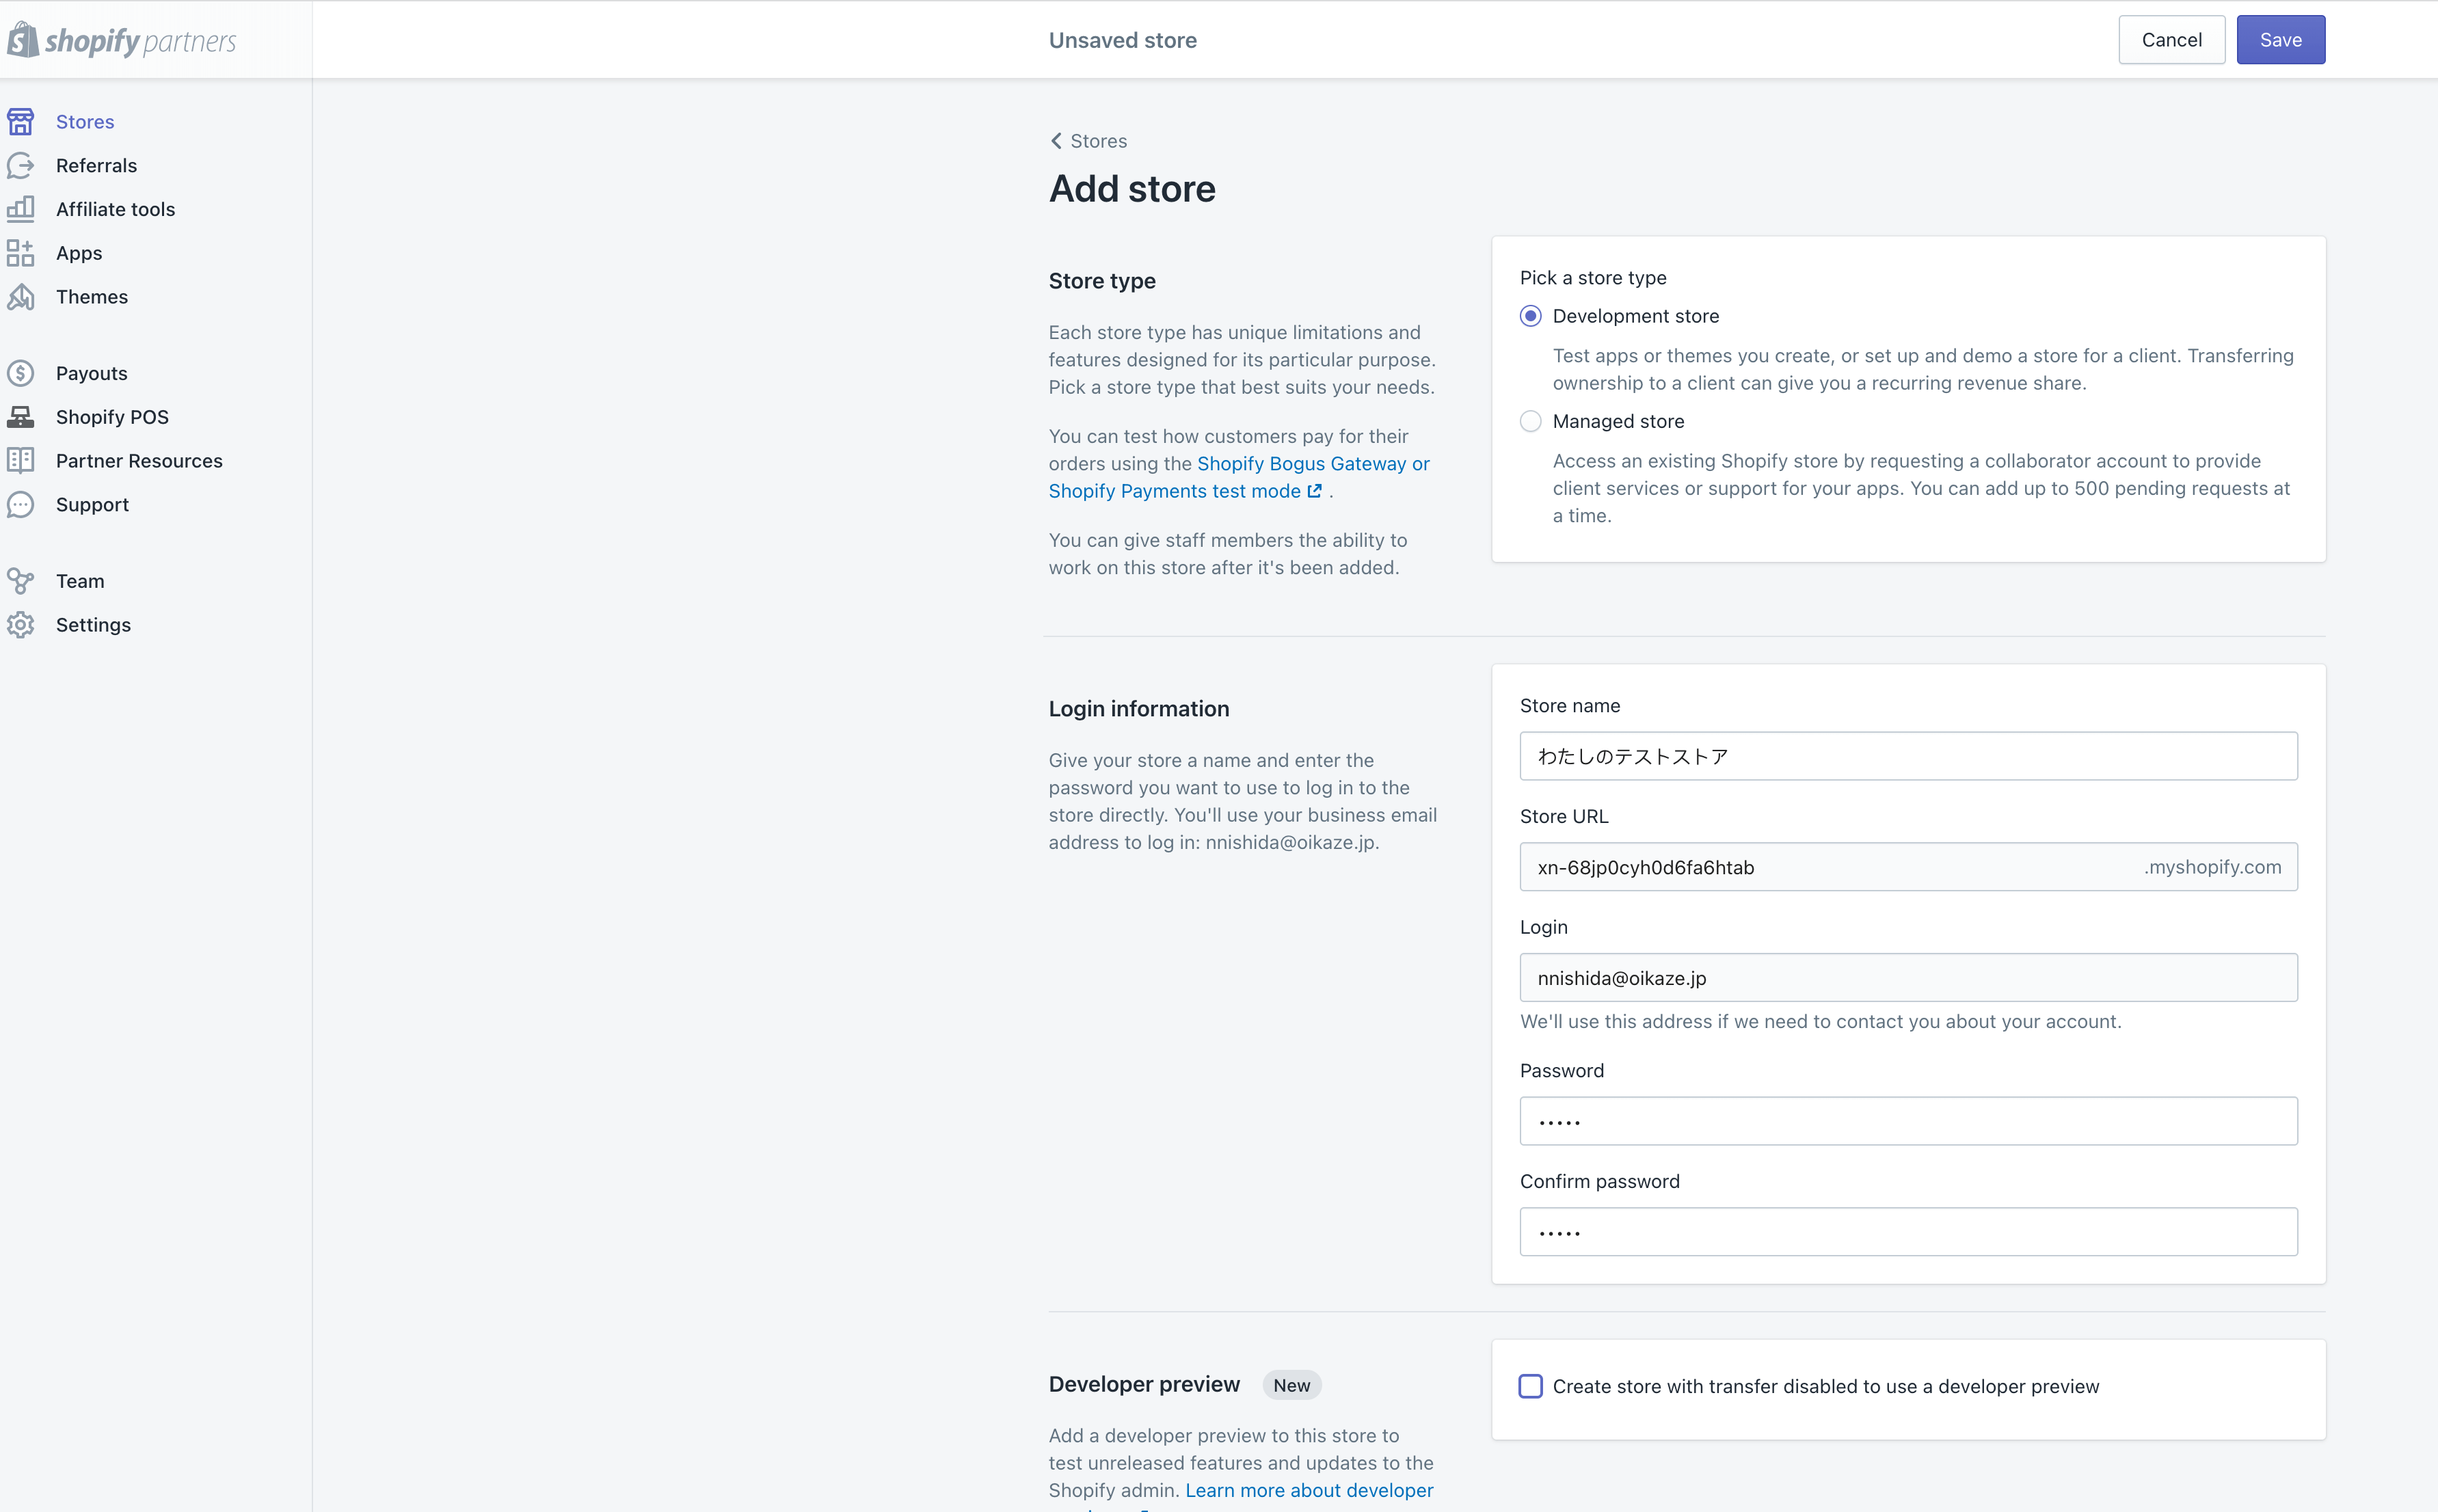 shopify partners
Unsaved store
Cancel
Save
Stores
Referrals
Affiliate tools
Apps
Themes
Payouts
Shopify POS
Partner Resources
Support
Team
Settings
Stores
Add store
Store type
Each store type has unique limitations and
features designed for its particular purpose.
Pick a store type that best suits your needs.
You can test how customers pay for their
orders using the Shopify Bogus Gateway or
Shopify Payments test mode .
You can give staff members the ability to
work on this store after it's been added.
Pick a store type
Development store
Test apps or themes you create, or set up and demo a store for a client. Transferring
ownership to a client can give you a recurring revenue share.
Managed store
Access an existing Shopify store by requesting a collaborator account to provide
client services or support for your apps. You can add up to 500 pending requests at
a time.
Login information
Give your store a name and enter the
password you want to use to log in to the
store directly. You'll use your business email
address to log in: nnishida@oikaze.jp.
Store name
わたしのテストストア
Store URL
xn-68jp0cyh0d6fa6htab .myshopify.com
Login
nnishida@oikaze.jp
We'll use this address if we need to contact you about your account.
Password
•••••
Confirm password
•••••
Developer preview New
Add a developer preview to this store to
test unreleased features and updates to the
Shopify admin. Learn more about developer
Create store with transfer disabled to use a developer preview